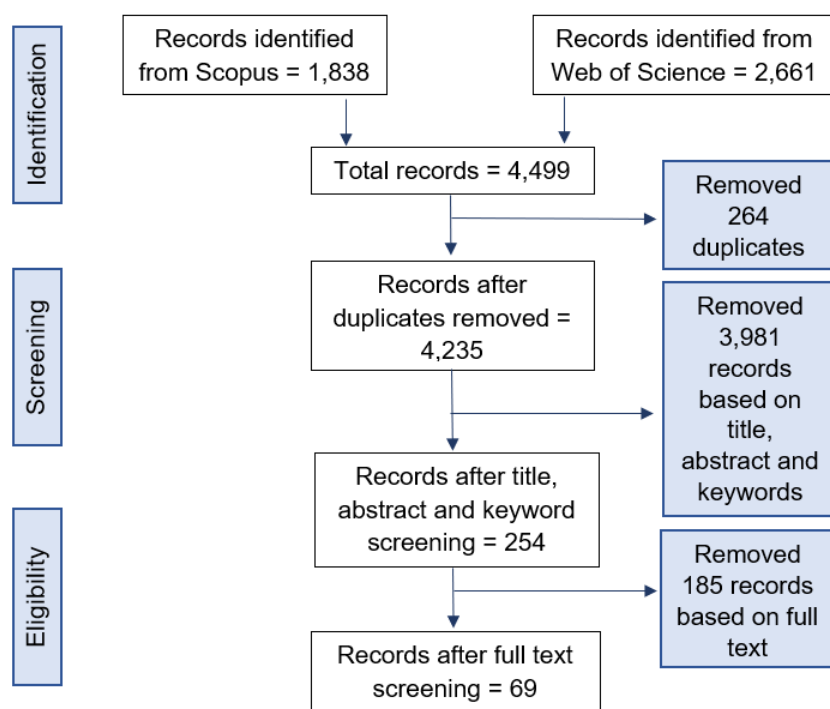 Identification
Records identified
from Scopus = 1,838
Records identified from
Web of Science = 2,661
Total records = 4,499
Removed
264
duplicates
Screening
Records after
duplicates removed =
4,235
Removed
3,981
records
based on
title,
abstract and
keywords
Records after title,
abstract and keyword
screening = 254
Eligibility
Removed
185 records
based on full
text
Records after full text
screening = 69